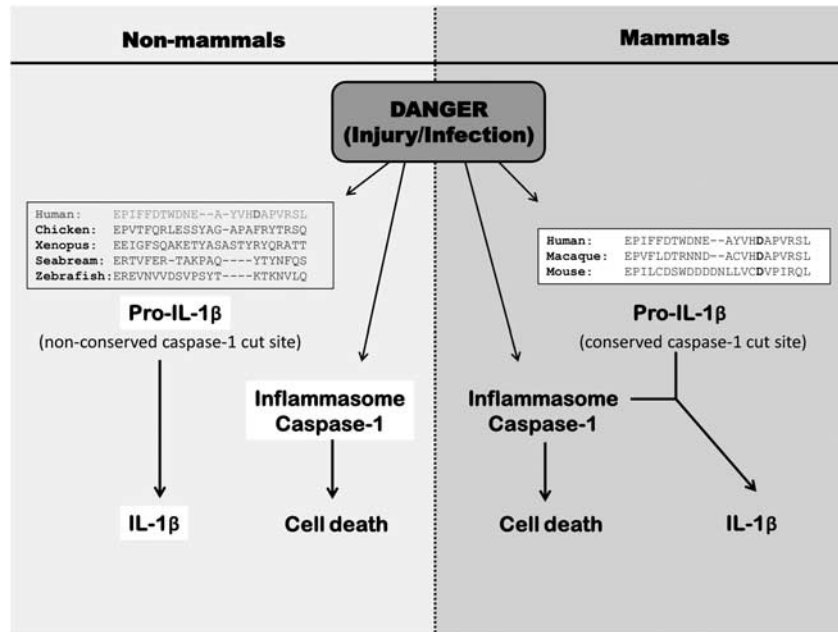 Non-mammals
Mammals
DANGER
(Injury/Infection)
Human: EPIFFDTWDNE--A-YVHDAPVRSL
Chicken: EPVTFQRLESSYAG-APAFRYTRSQ
Xenopus: EEIGFSQAKETYASASTYRYQRATT
Seabream: ERTVFER-TAKPAQ----YTYNFQS
Zebrafish: EREVNVVDSVPSYT----KTKNVLQ
Pro-IL-1β
(non-conserved caspase-1 cut site)
Human: EPIFFDTWDNE--AYVHDAPVRSL
Macaque: EPVFLDTRNND--ACVHDAPVRSL
Mouse: EPILCDSWDDDDNLLVCDVPIRQL
Pro-IL-1β
(conserved caspase-1 cut site)
Inflammasome
Caspase-1
Inflammasome
Caspase-1
IL-1β
Cell death
Cell death
IL-1β